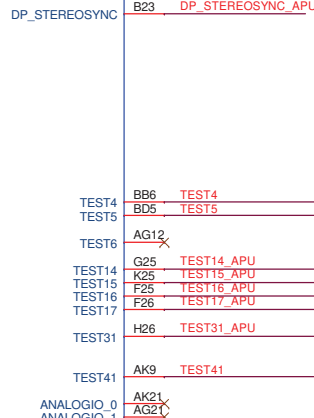 DP_STEREOSYNC B23 DP_STEREOSYNC_APU
TEST4 BB6 TEST4
TEST5 BD5 TEST5
TEST6 AG12
TEST14 G25 TEST14_APU
TEST15 K25 TEST15_APU
TEST16 F25 TEST16_APU
TEST17 F26 TEST17_APU
TEST31 H26 TEST31_APU
TEST41 AK9 TEST41
ANALOGIO_0 AK21
ANALOGIO_1 AG21